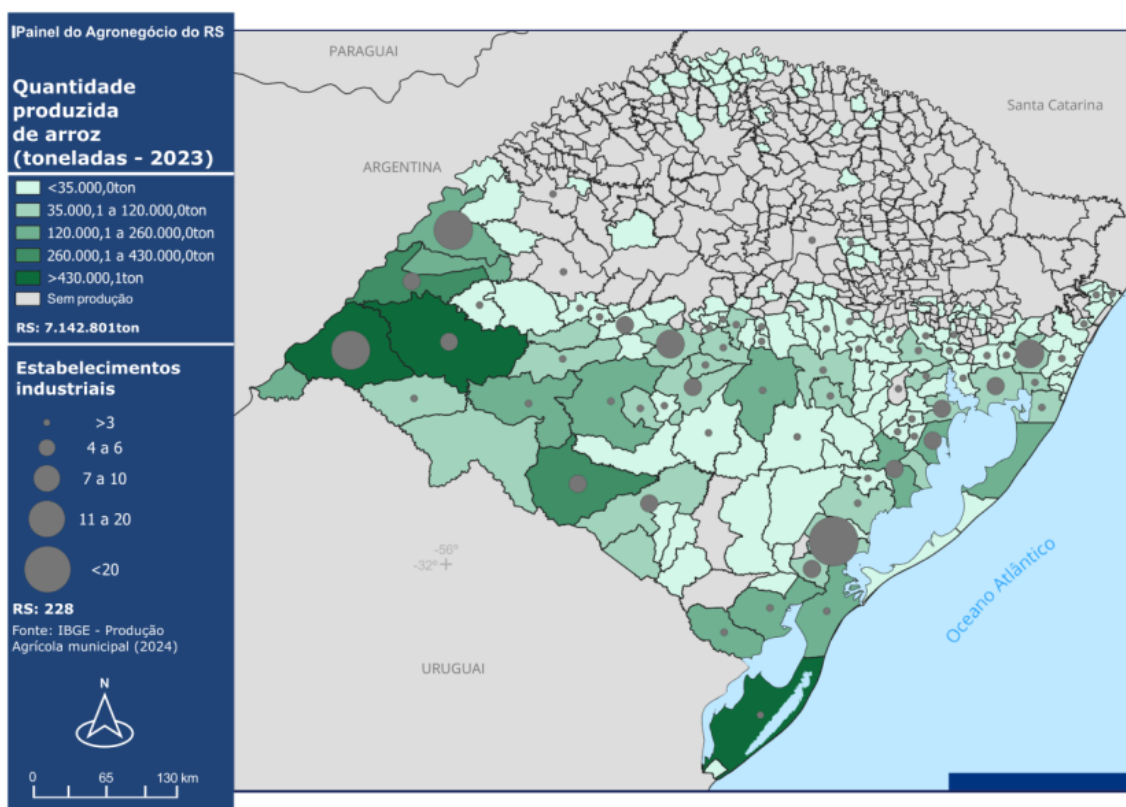 Painel do Agronegócio do RS
Quantidade
produzida
de arroz
(toneladas - 2023)
<35.000,0ton
35.000,1 a 120.000,0ton
120.000,1 a 260.000,0ton
260.000,1 a 430.000,0ton
>430.000,1ton
Sem produção
RS: 7.142.801ton
Estabelecimentos
industriais
>3
4 a 6
7 a 10
11 a 20
<20
RS: 228
Fonte: IBGE - Produção
Agrícola municipal (2024)
N
0 65 130 km
PARAGUAI
Santa Catarina
ARGENTINA
-56º
-32º
Oceano Atlântico
URUGUAI